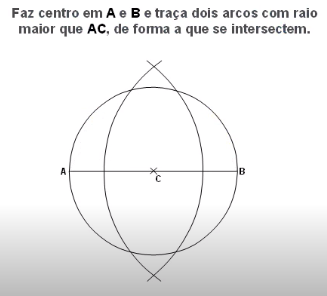 Faz centro em A e B e traça dois arcos com raio
maior que AC, de forma a que se intersectem.
A
C
B